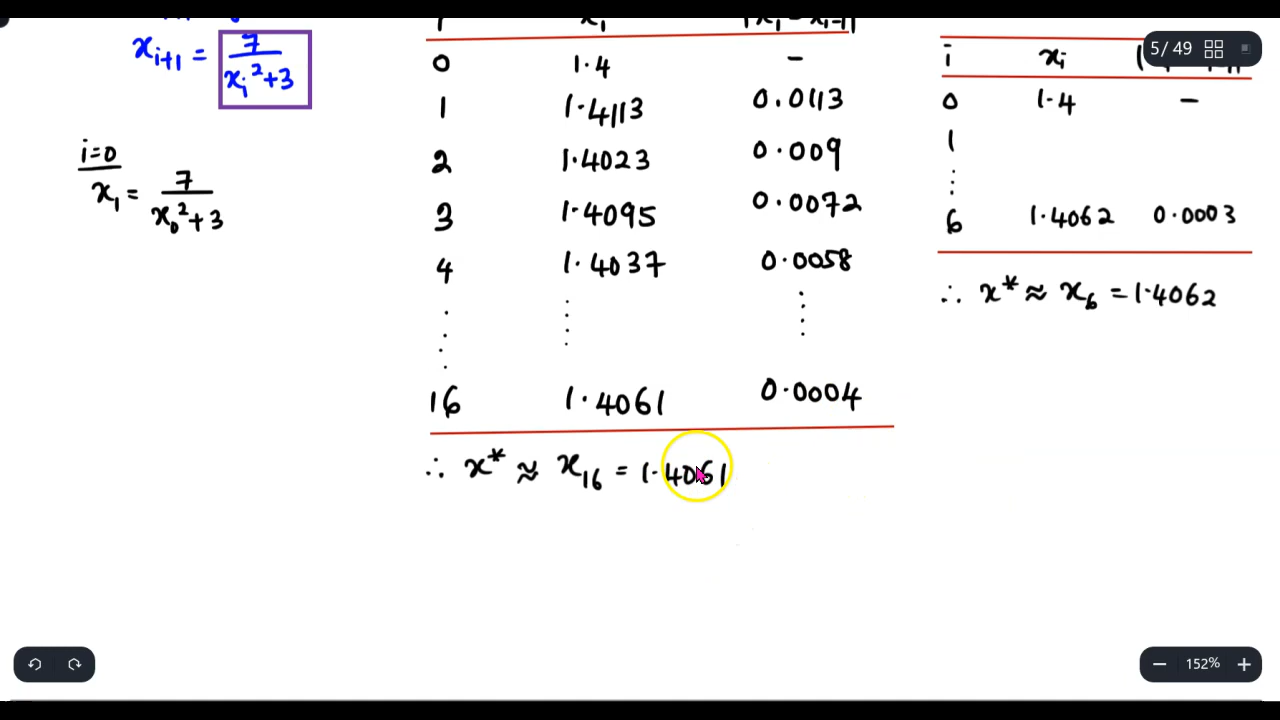 x_{i+1} = 7 / (x_i^2 + 3)
i=0
x_1 = 7 / (x_0^2 + 3)
0 1.4 -
1 1.4113 0.0113
2 1.4023 0.009
3 1.4095 0.0072
4 1.4037 0.0058
⋮ ⋮ ⋮
16 1.4061 0.0004
∴ x* ≈ x_16 = 1.4061
i x_i
0 1.4 -
1
⋮
6 1.4062 0.0003
∴ x* ≈ x_6 = 1.4062
5 / 49
152%